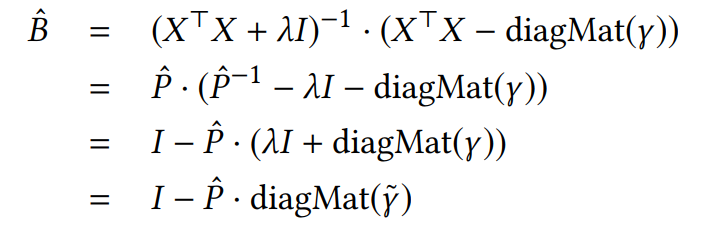 B̂ = (X⊤X + λI)⁻¹ · (X⊤X − diagMat(γ))
= P̂ · (P̂⁻¹ − λI − diagMat(γ))
= I − P̂ · (λI + diagMat(γ))
= I − P̂ · diagMat(γ̃)